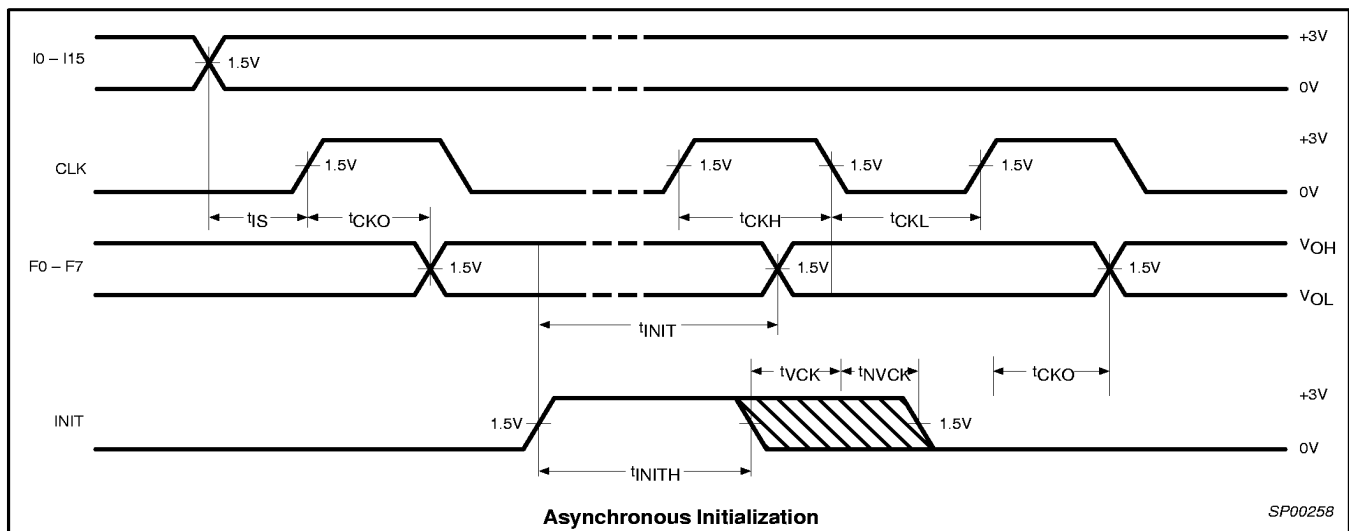 I0 – I15
1.5V
+3V
0V
CLK
1.5V
1.5V
1.5V
1.5V
+3V
0V
tIS
tCKO
tCKH
tCKL
F0 – F7
1.5V
1.5V
1.5V
VOH
VOL
tINIT
tVCK
tNVCK
tCKO
INIT
1.5V
1.5V
+3V
0V
tINITH
Asynchronous Initialization
SP00258